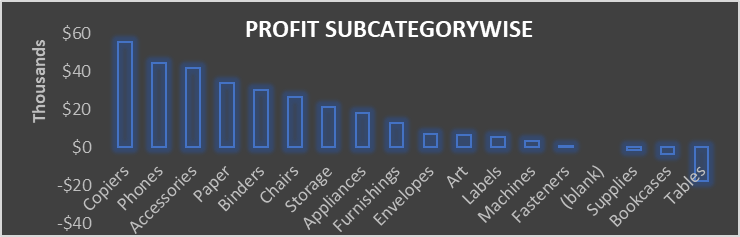 PROFIT SUBCATEGORYWISE
Thousands
$60
$40
$20
$0
-$20
-$40
Copiers
Phones
Accessories
Paper
Binders
Chairs
Storage
Appliances
Furnishings
Envelopes
Art
Labels
Machines
Fasteners
(blank)
Supplies
Bookcases
Tables